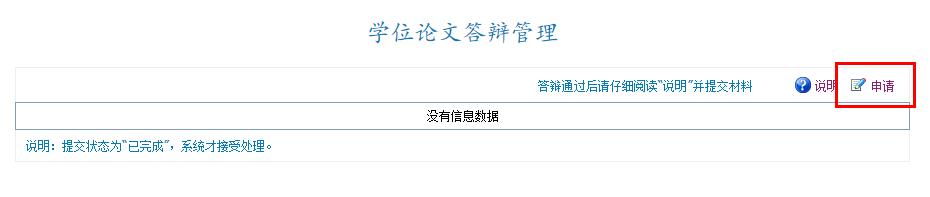 学位论文答辩管理
答辩通过后请仔细阅读“说明”并提交材料 说明 申请
没有信息数据
说明：提交状态为“已完成”，系统才接受处理。